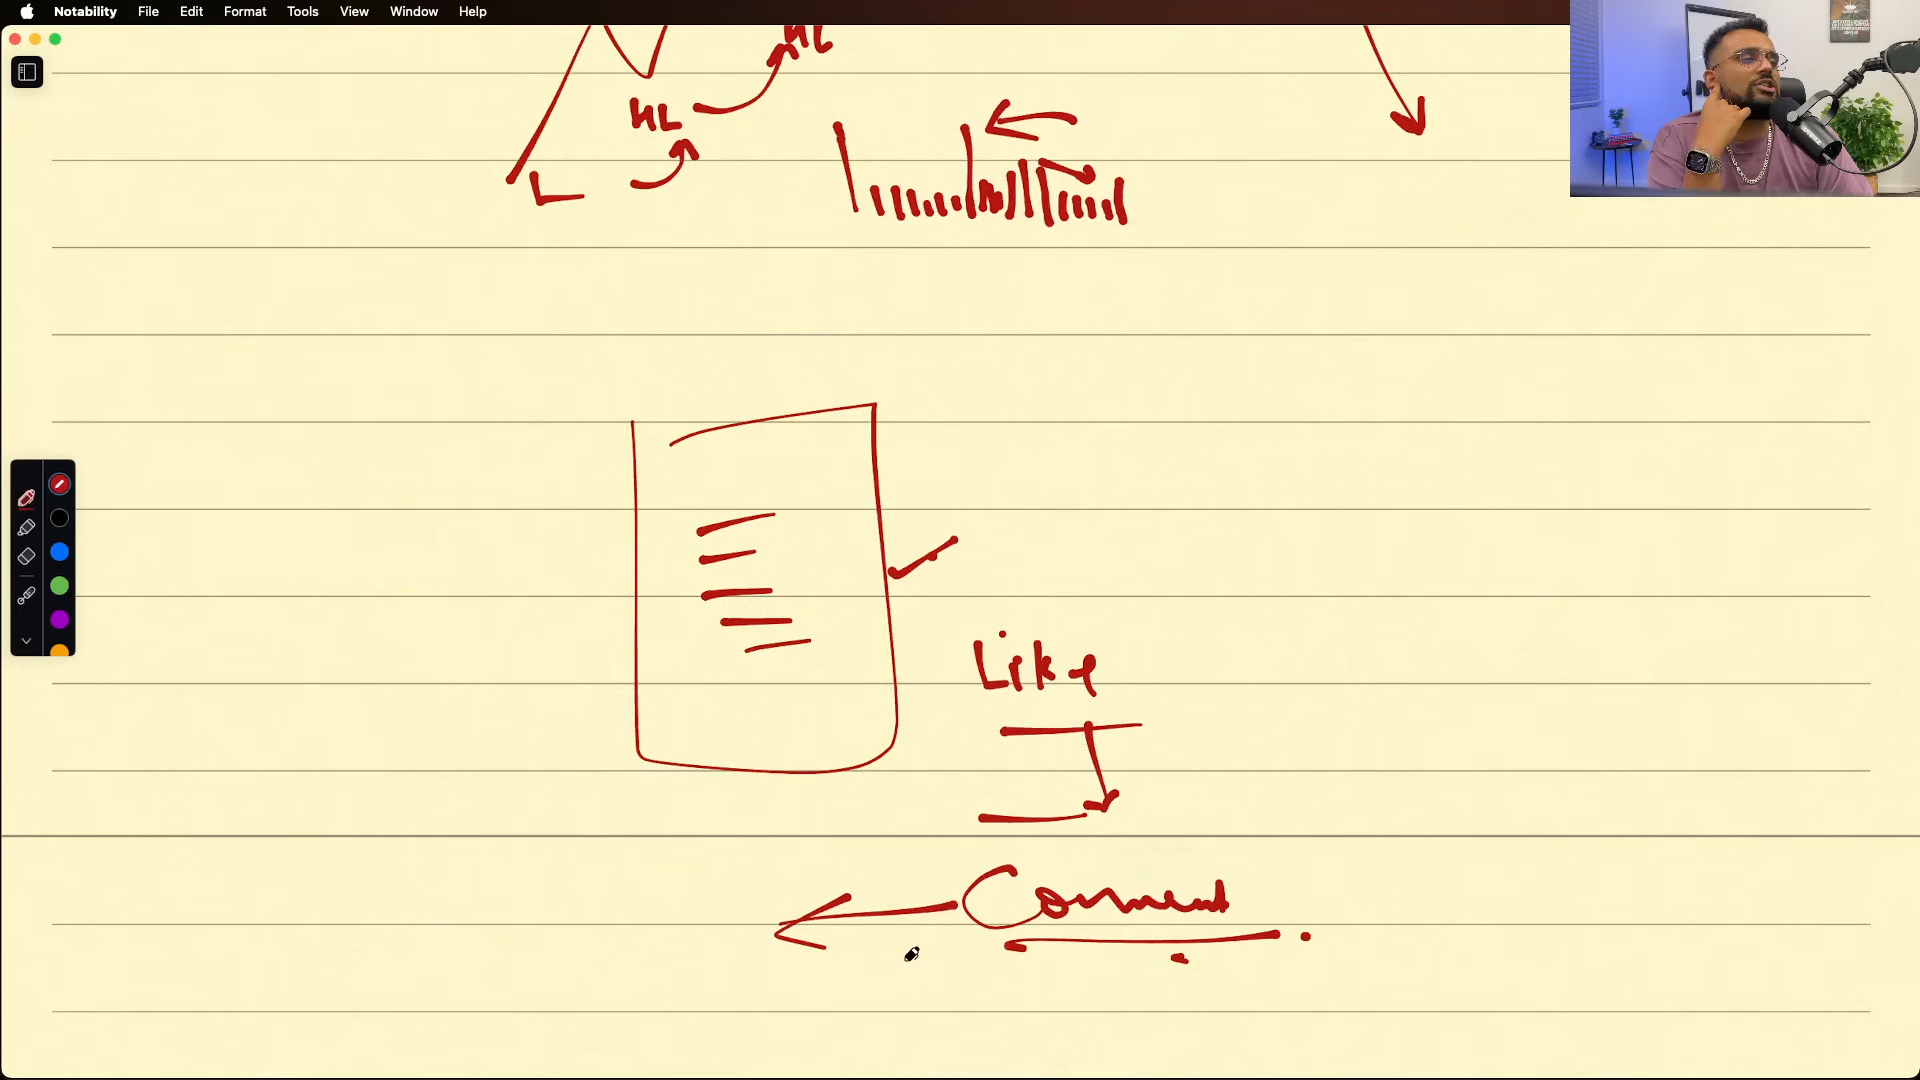 Notability File Edit Format Tools View Window Help
HL
HL
L
Like
Comment